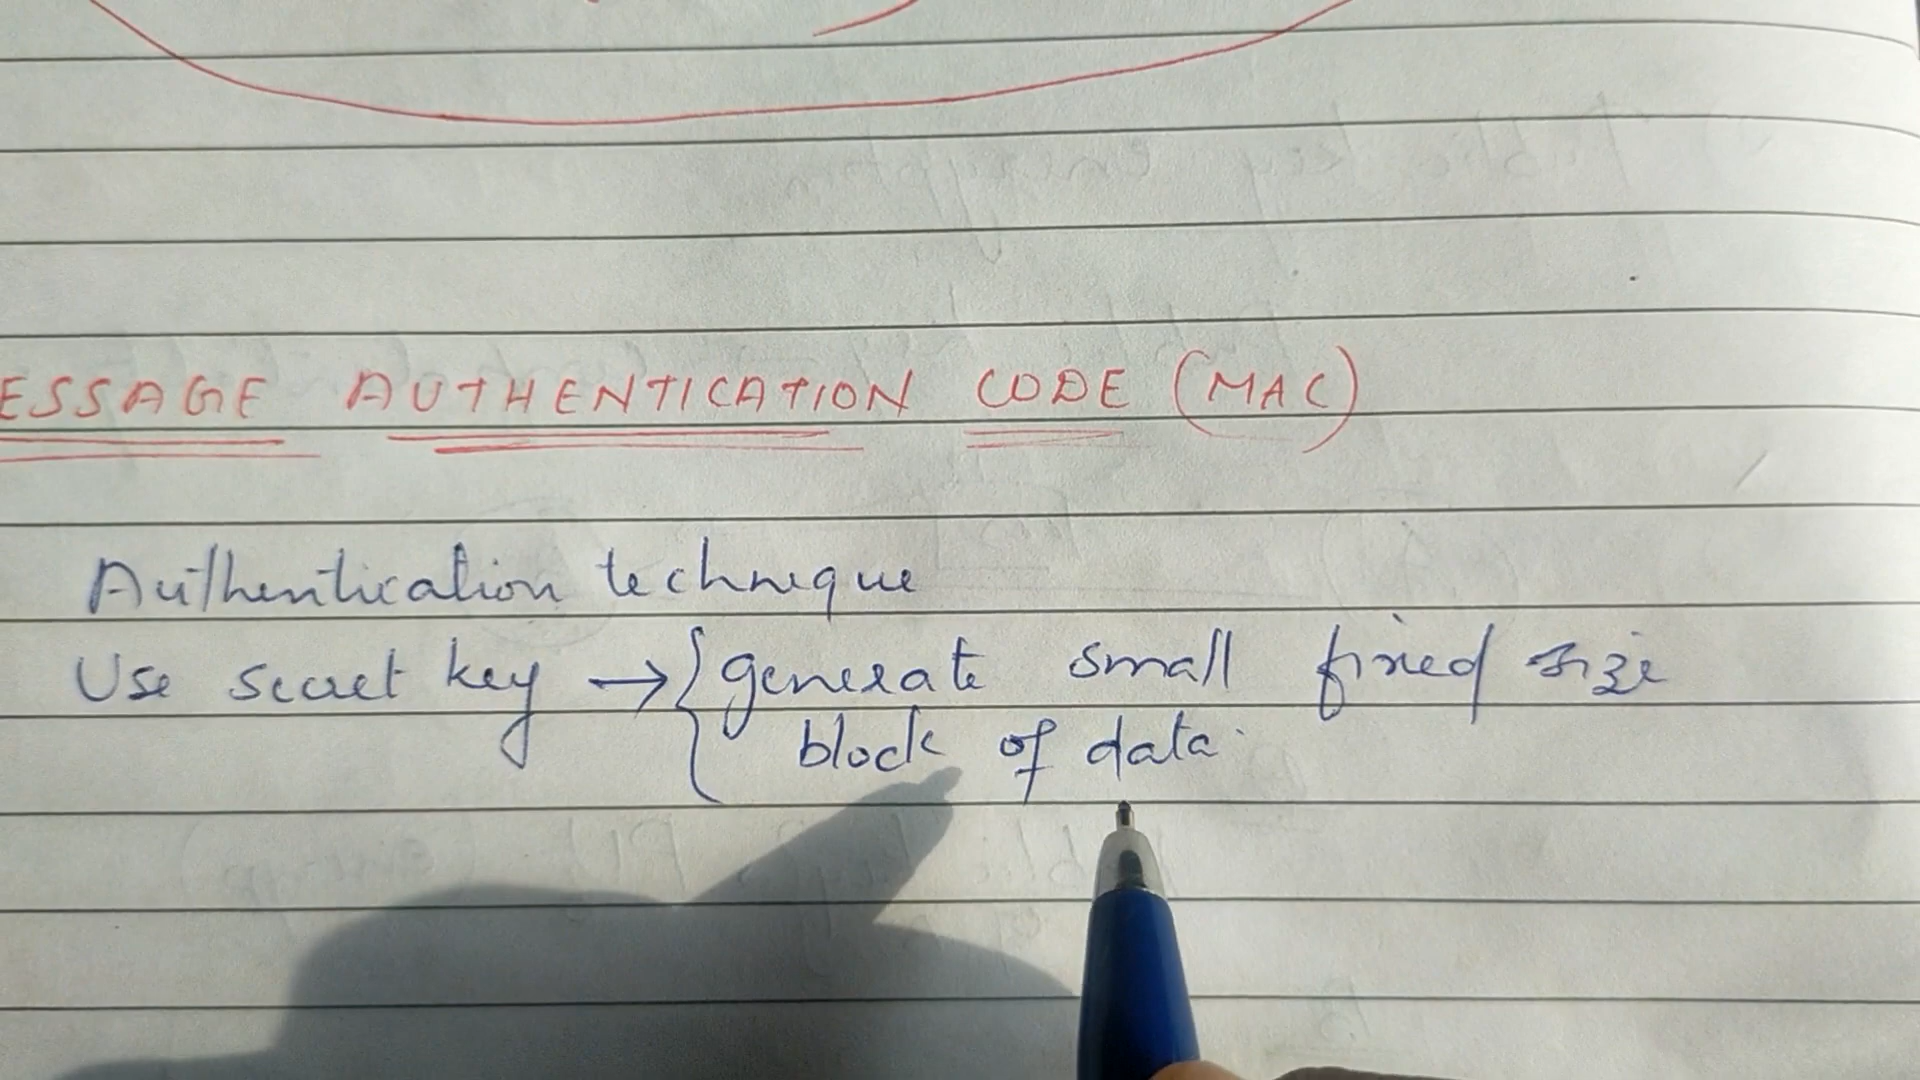 ESSAGE AUTHENTICATION CODE (MAC)
Authentication technique
Use secret key → { generate small fixed size
block of data.